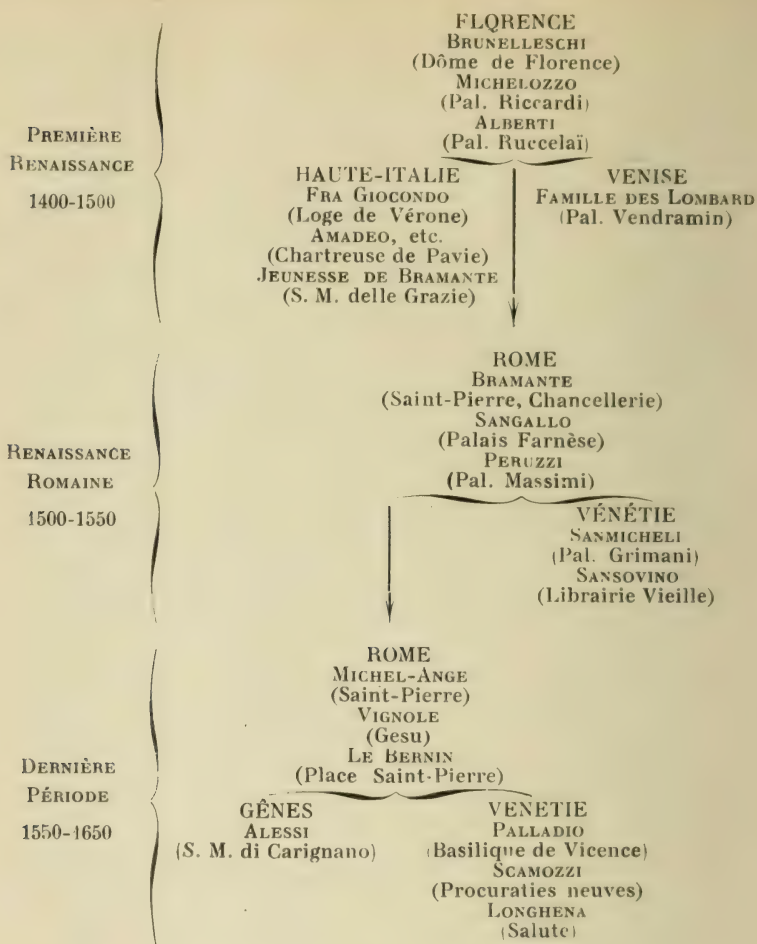 FLQRENCE
BRUNELLESCHI
(Dôme de Florence)
MICHELOZZO
(Pal. Riccardi)
ALBERTI
(Pal. Ruccelaï)
PREMIÈRE
RENAISSANCE
1400-1500
HAUTE-ITALIE
FRA GIOCONDO
(Loge de Vérone)
AMADEO, etc.
(Chartreuse de Pavie)
JEUNESSE DE BRAMANTE
(S. M. delle Grazie)
VENISE
FAMILLE DES LOMBARD
(Pal. Vendramin)
ROME
BRAMANTE
(Saint-Pierre, Chancellerie)
SANGALLO
(Palais Farnèse)
PERUZZI
(Pal. Massimi)
RENAISSANCE
ROMAINE
1500-1550
VÉNÉTIE
SANMICHELI
(Pal. Grimani)
SANSOVINO
(Librairie Vieille)
ROME
MICHEL-ANGE
(Saint-Pierre)
VIGNOLE
(Gesu)
LE BERNIN
(Place Saint-Pierre)
DERNIÈRE
PÉRIODE
1550-1650
GÊNES
ALESSI
(S. M. di Carignano)
VENETIE
PALLADIO
(Basilique de Vicence)
SCAMOZZI
(Procuraties neuves)
LONGHENA
(Salute)